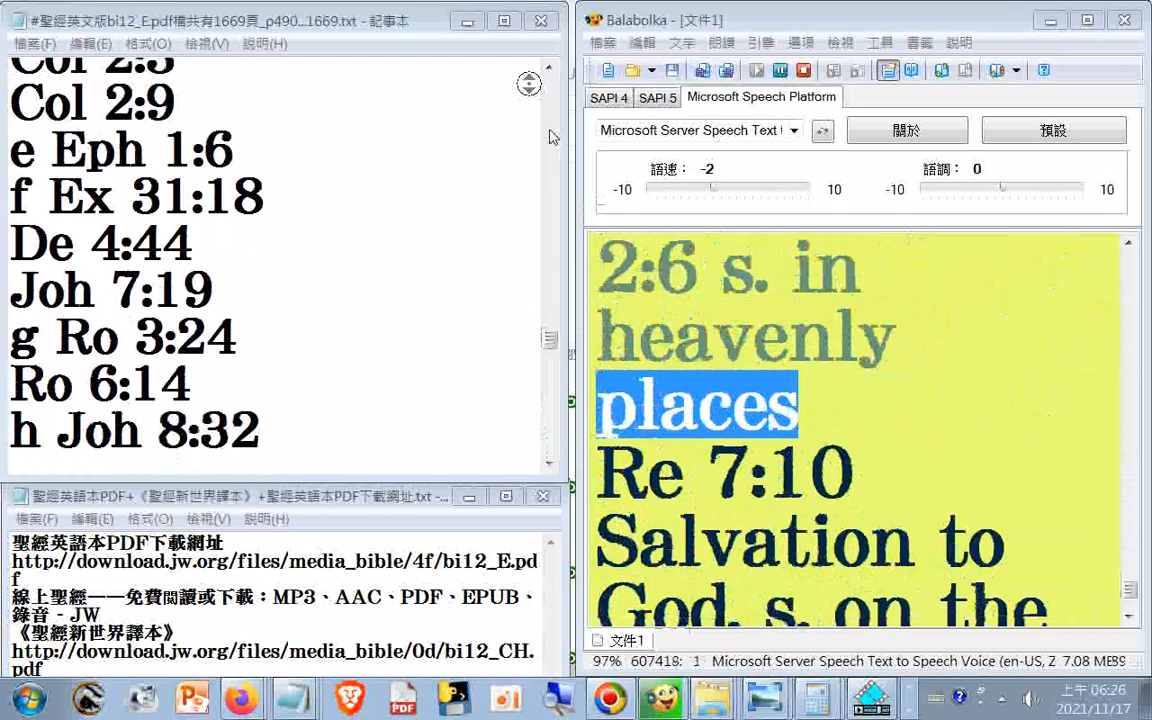 #聖經英文版bi12_E.pdf檔共有1669頁_p490...1669.txt - 記事本
檔案(F) 編輯(E) 格式(O) 檢視(V) 說明(H)
Col 2:9
e Eph 1:6
f Ex 31:18
De 4:44
Joh 7:19
g Ro 3:24
Ro 6:14
h Joh 8:32
聖經英語本PDF+《聖經新世界譯本》+聖經英語本PDF下載網址.txt -...
檔案(F) 編輯(E) 格式(O) 檢視(V) 說明(H)
聖經英語本PDF下載網址
http://download.jw.org/files/media_bible/4f/bi12_E.pd
f
線上聖經——免費閱讀或下載：MP3、AAC、PDF、EPUB、
錄音 - JW
《聖經新世界譯本》
http://download.jw.org/files/media_bible/0d/bi12_CH.
pdf
Balabolka - [文件1]
檔案 編輯 文字 朗讀 引擎 選項 檢視 工具 書籤 說明
SAPI 4 SAPI 5 Microsoft Speech Platform
Microsoft Server Speech Text
關於
預設
語速： -2
語調： 0
-10 10 -10 10
2:6 s. in
heavenly
places
Re 7:10
Salvation to
God, s. on the
文件1
97% 607418: 1 Microsoft Server Speech Text to Speech Voice (en-US, Z 7.08 MB
上午 06:26
2021/11/17